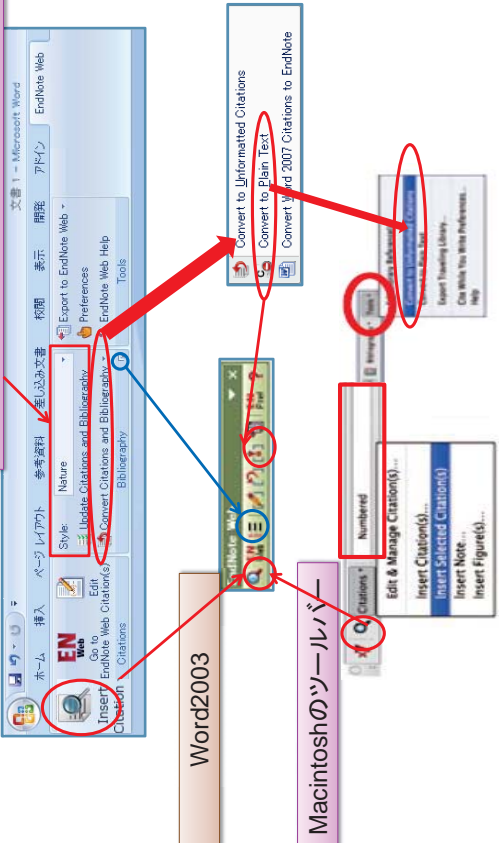 文書 1 - Microsoft Word
ホーム 挿入 ページ レイアウト 参考資料 差し込み文書 校閲 表示 開発 アドイン EndNote Web
Insert Citation
EN Web
Go to EndNote Web
Edit Citation(s)
Citations
Style: Nature
Update Citations and Bibliography
Convert Citations and Bibliography
Bibliography
Export to EndNote Web
Preferences
EndNote Web Help
Tools
Convert to Unformatted Citations
Convert to Plain Text
Convert Word 2007 Citations to EndNote
Word2003
Macintoshのツールバー
Citations
Numbered
Tools
Edit & Manage Citation(s)...
Insert Citation(s)...
Insert Selected Citation(s)
Insert Note...
Insert Figure(s)...
Convert to Unformatted Citations
Export Traveling Library...
Cite While You Write Preferences...
Help